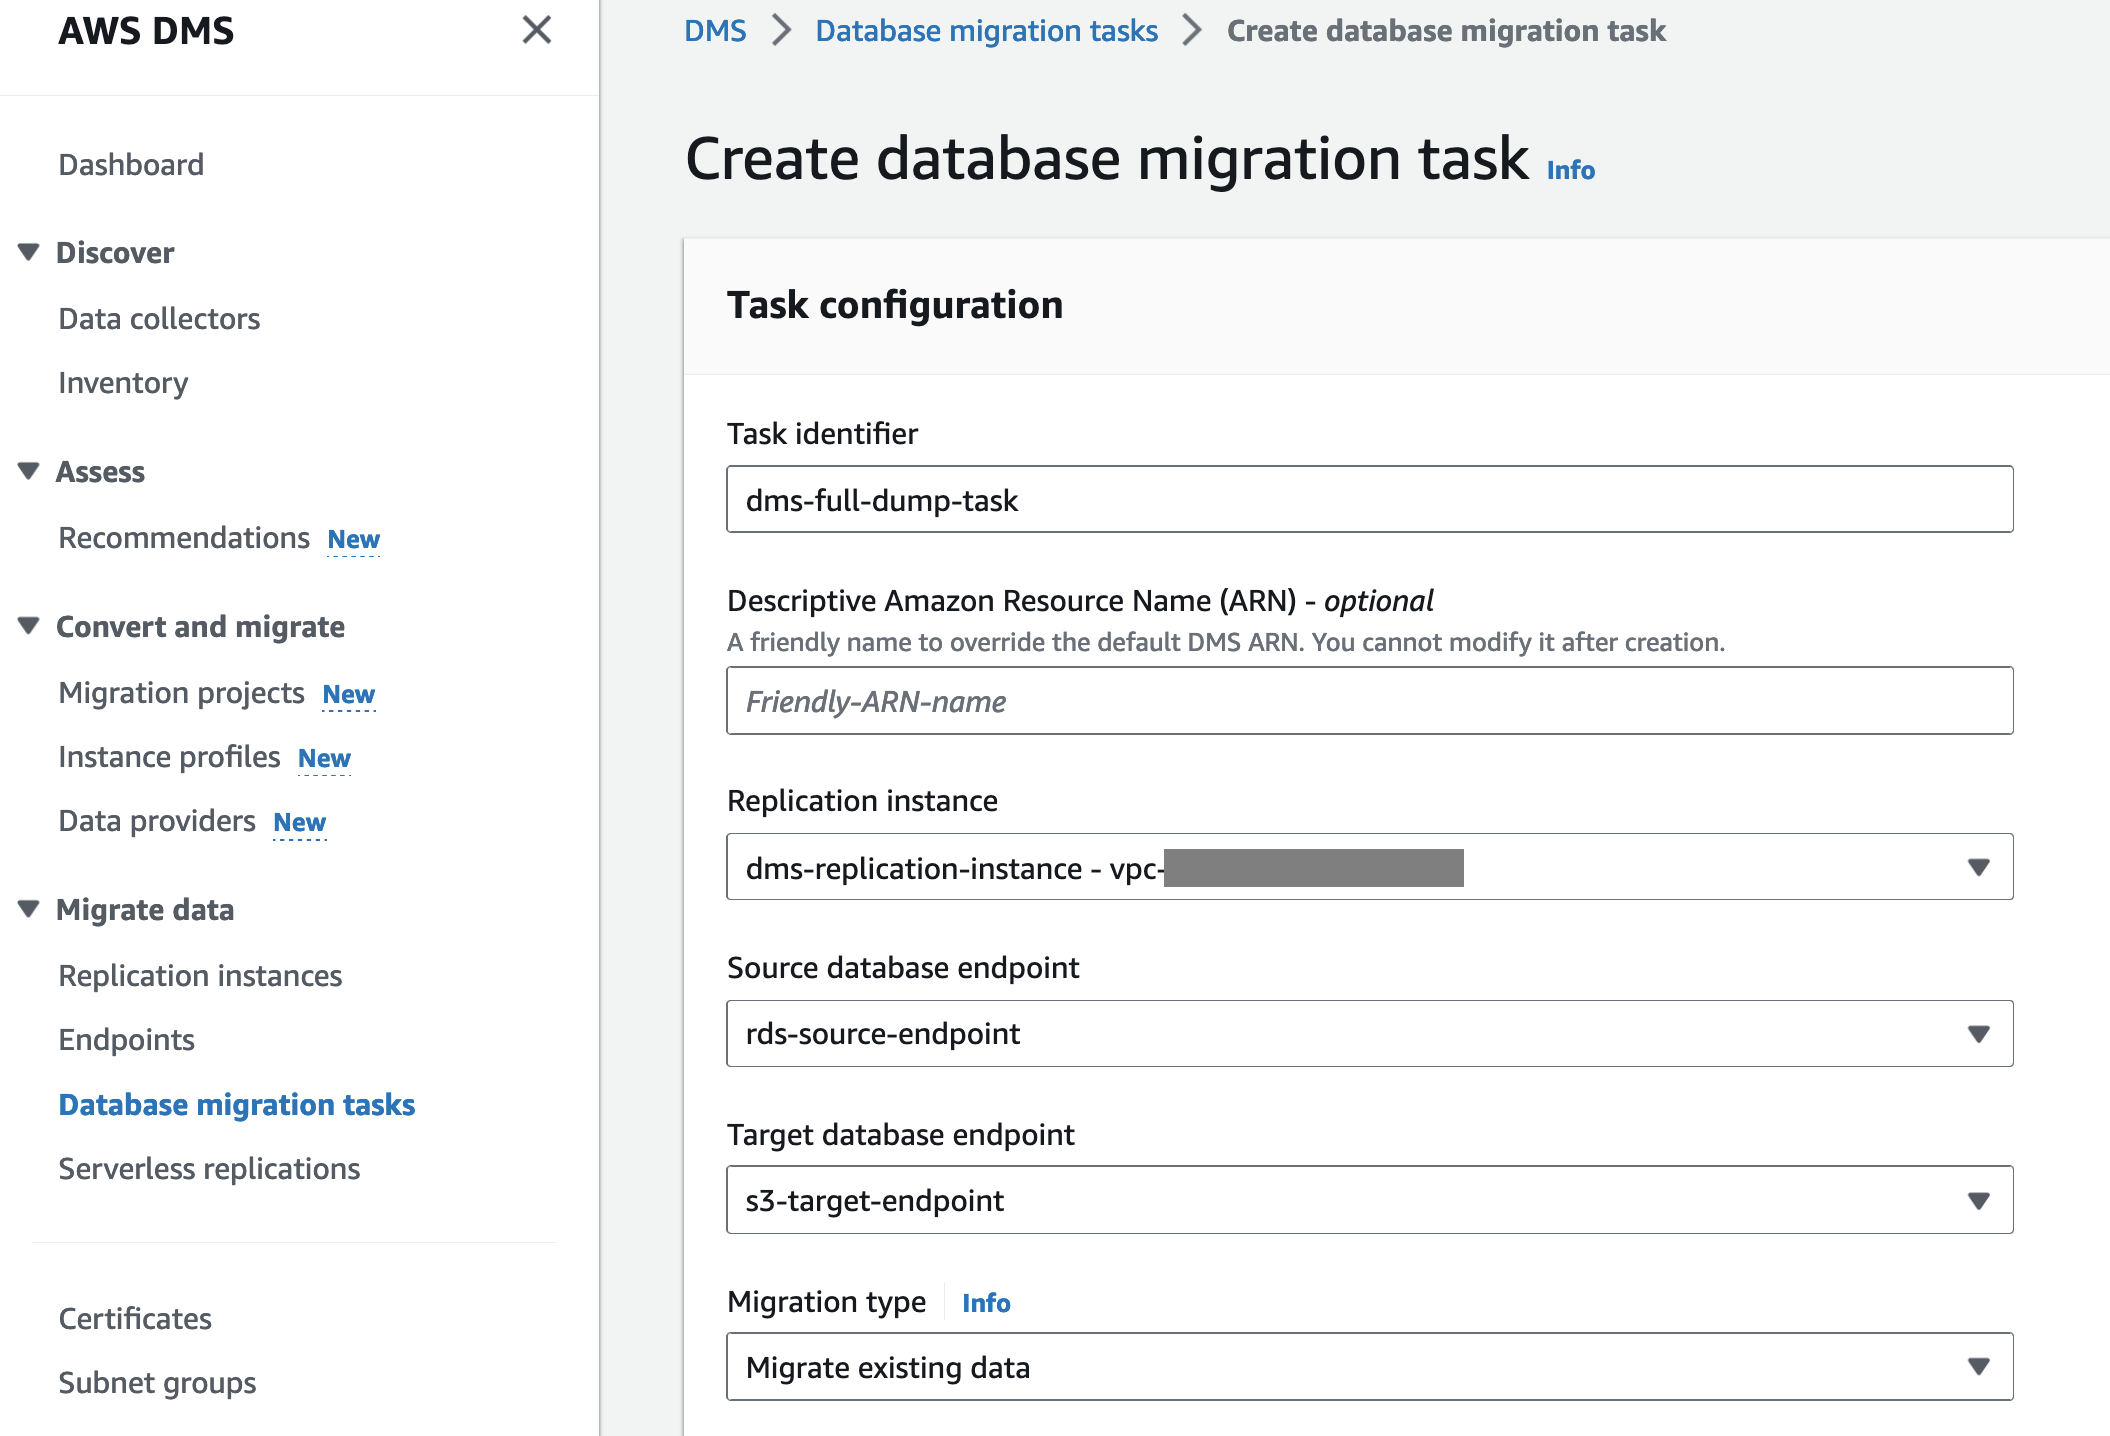 AWS DMS
Dashboard
Discover
Data collectors
Inventory
Assess
Recommendations New
Convert and migrate
Migration projects New
Instance profiles New
Data providers New
Migrate data
Replication instances
Endpoints
Database migration tasks
Serverless replications
Certificates
Subnet groups
DMS > Database migration tasks > Create database migration task
Create database migration task Info
Task configuration
Task identifier
dms-full-dump-task
Descriptive Amazon Resource Name (ARN) - optional
A friendly name to override the default DMS ARN. You cannot modify it after creation.
Friendly-ARN-name
Replication instance
dms-replication-instance - vpc-
Source database endpoint
rds-source-endpoint
Target database endpoint
s3-target-endpoint
Migration type Info
Migrate existing data